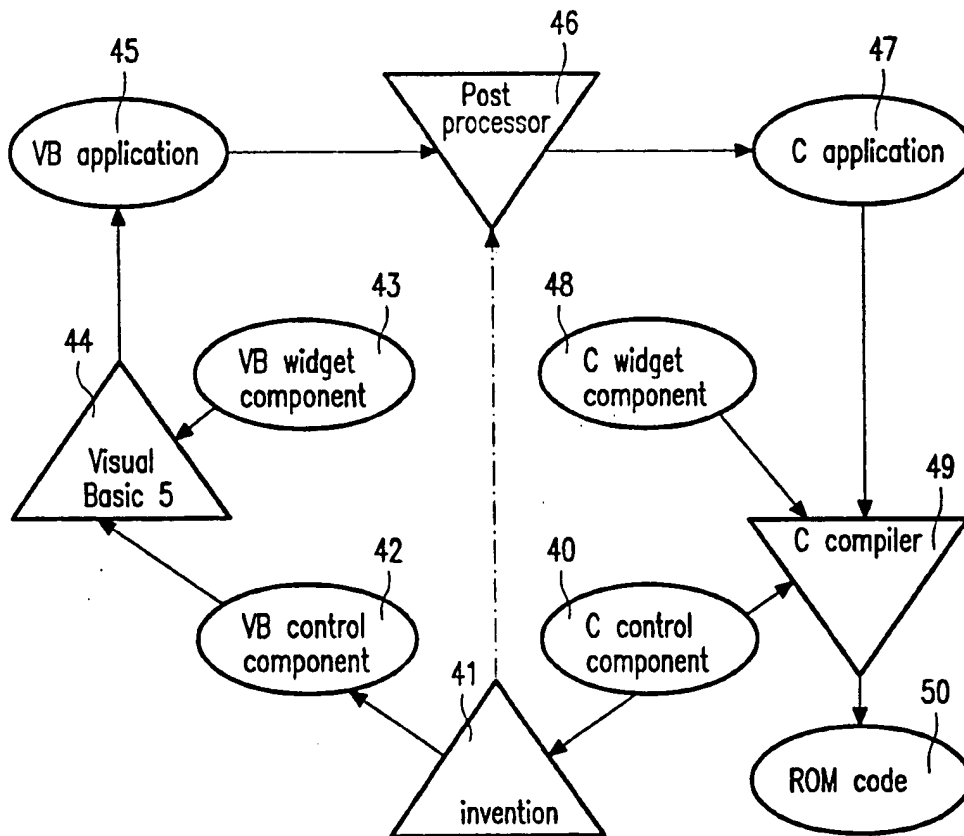 45
46
47
VB application
Post
processor
C application
43
48
44
VB widget
component
C widget
component
Visual
Basic 5
49
C compiler
42
40
VB control
component
C control
component
41
50
invention
ROM code